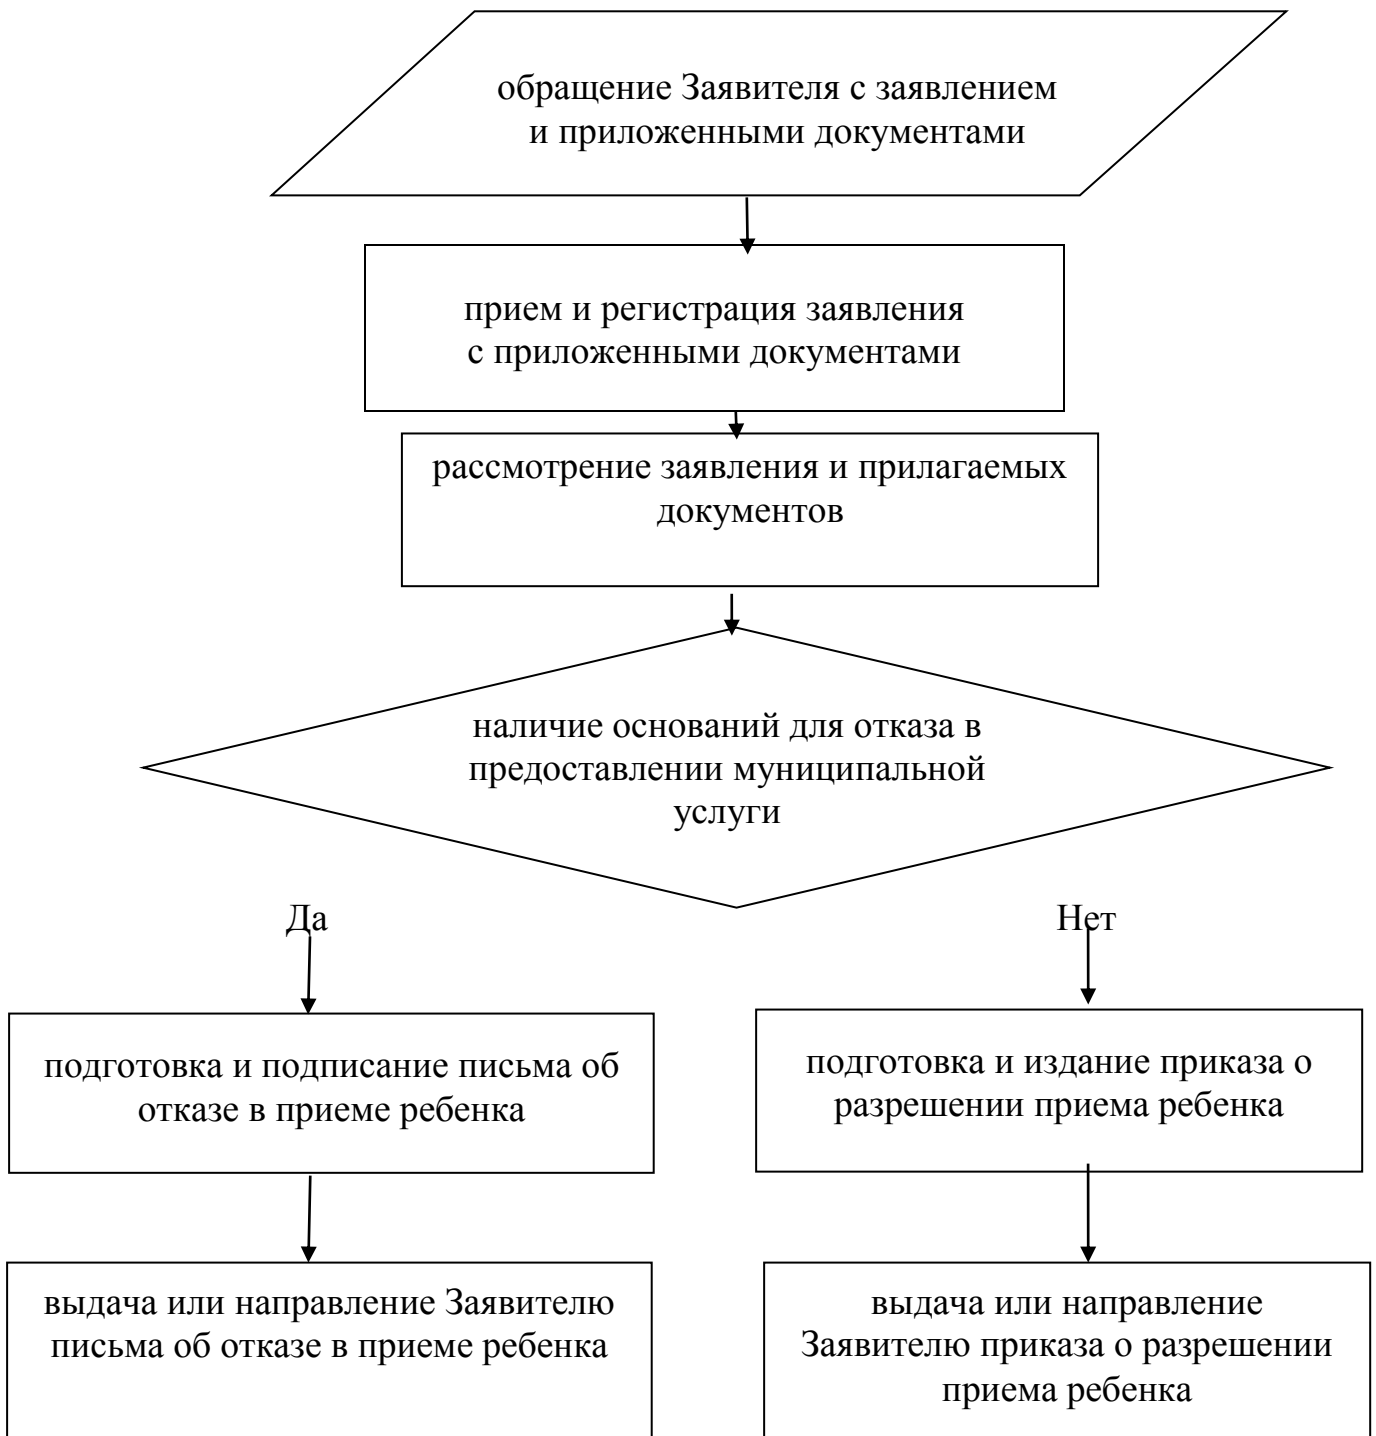 обращение Заявителя с заявлением
и приложенными документами
прием и регистрация заявления
с приложенными документами
рассмотрение заявления и прилагаемых
документов
наличие оснований для отказа в
предоставлении муниципальной
услуги
Да
Нет
подготовка и подписание письма об
отказе в приеме ребенка
подготовка и издание приказа о
разрешении приема ребенка
выдача или направление Заявителю
письма об отказе в приеме ребенка
выдача или направление
Заявителю приказа о разрешении
приема ребенка